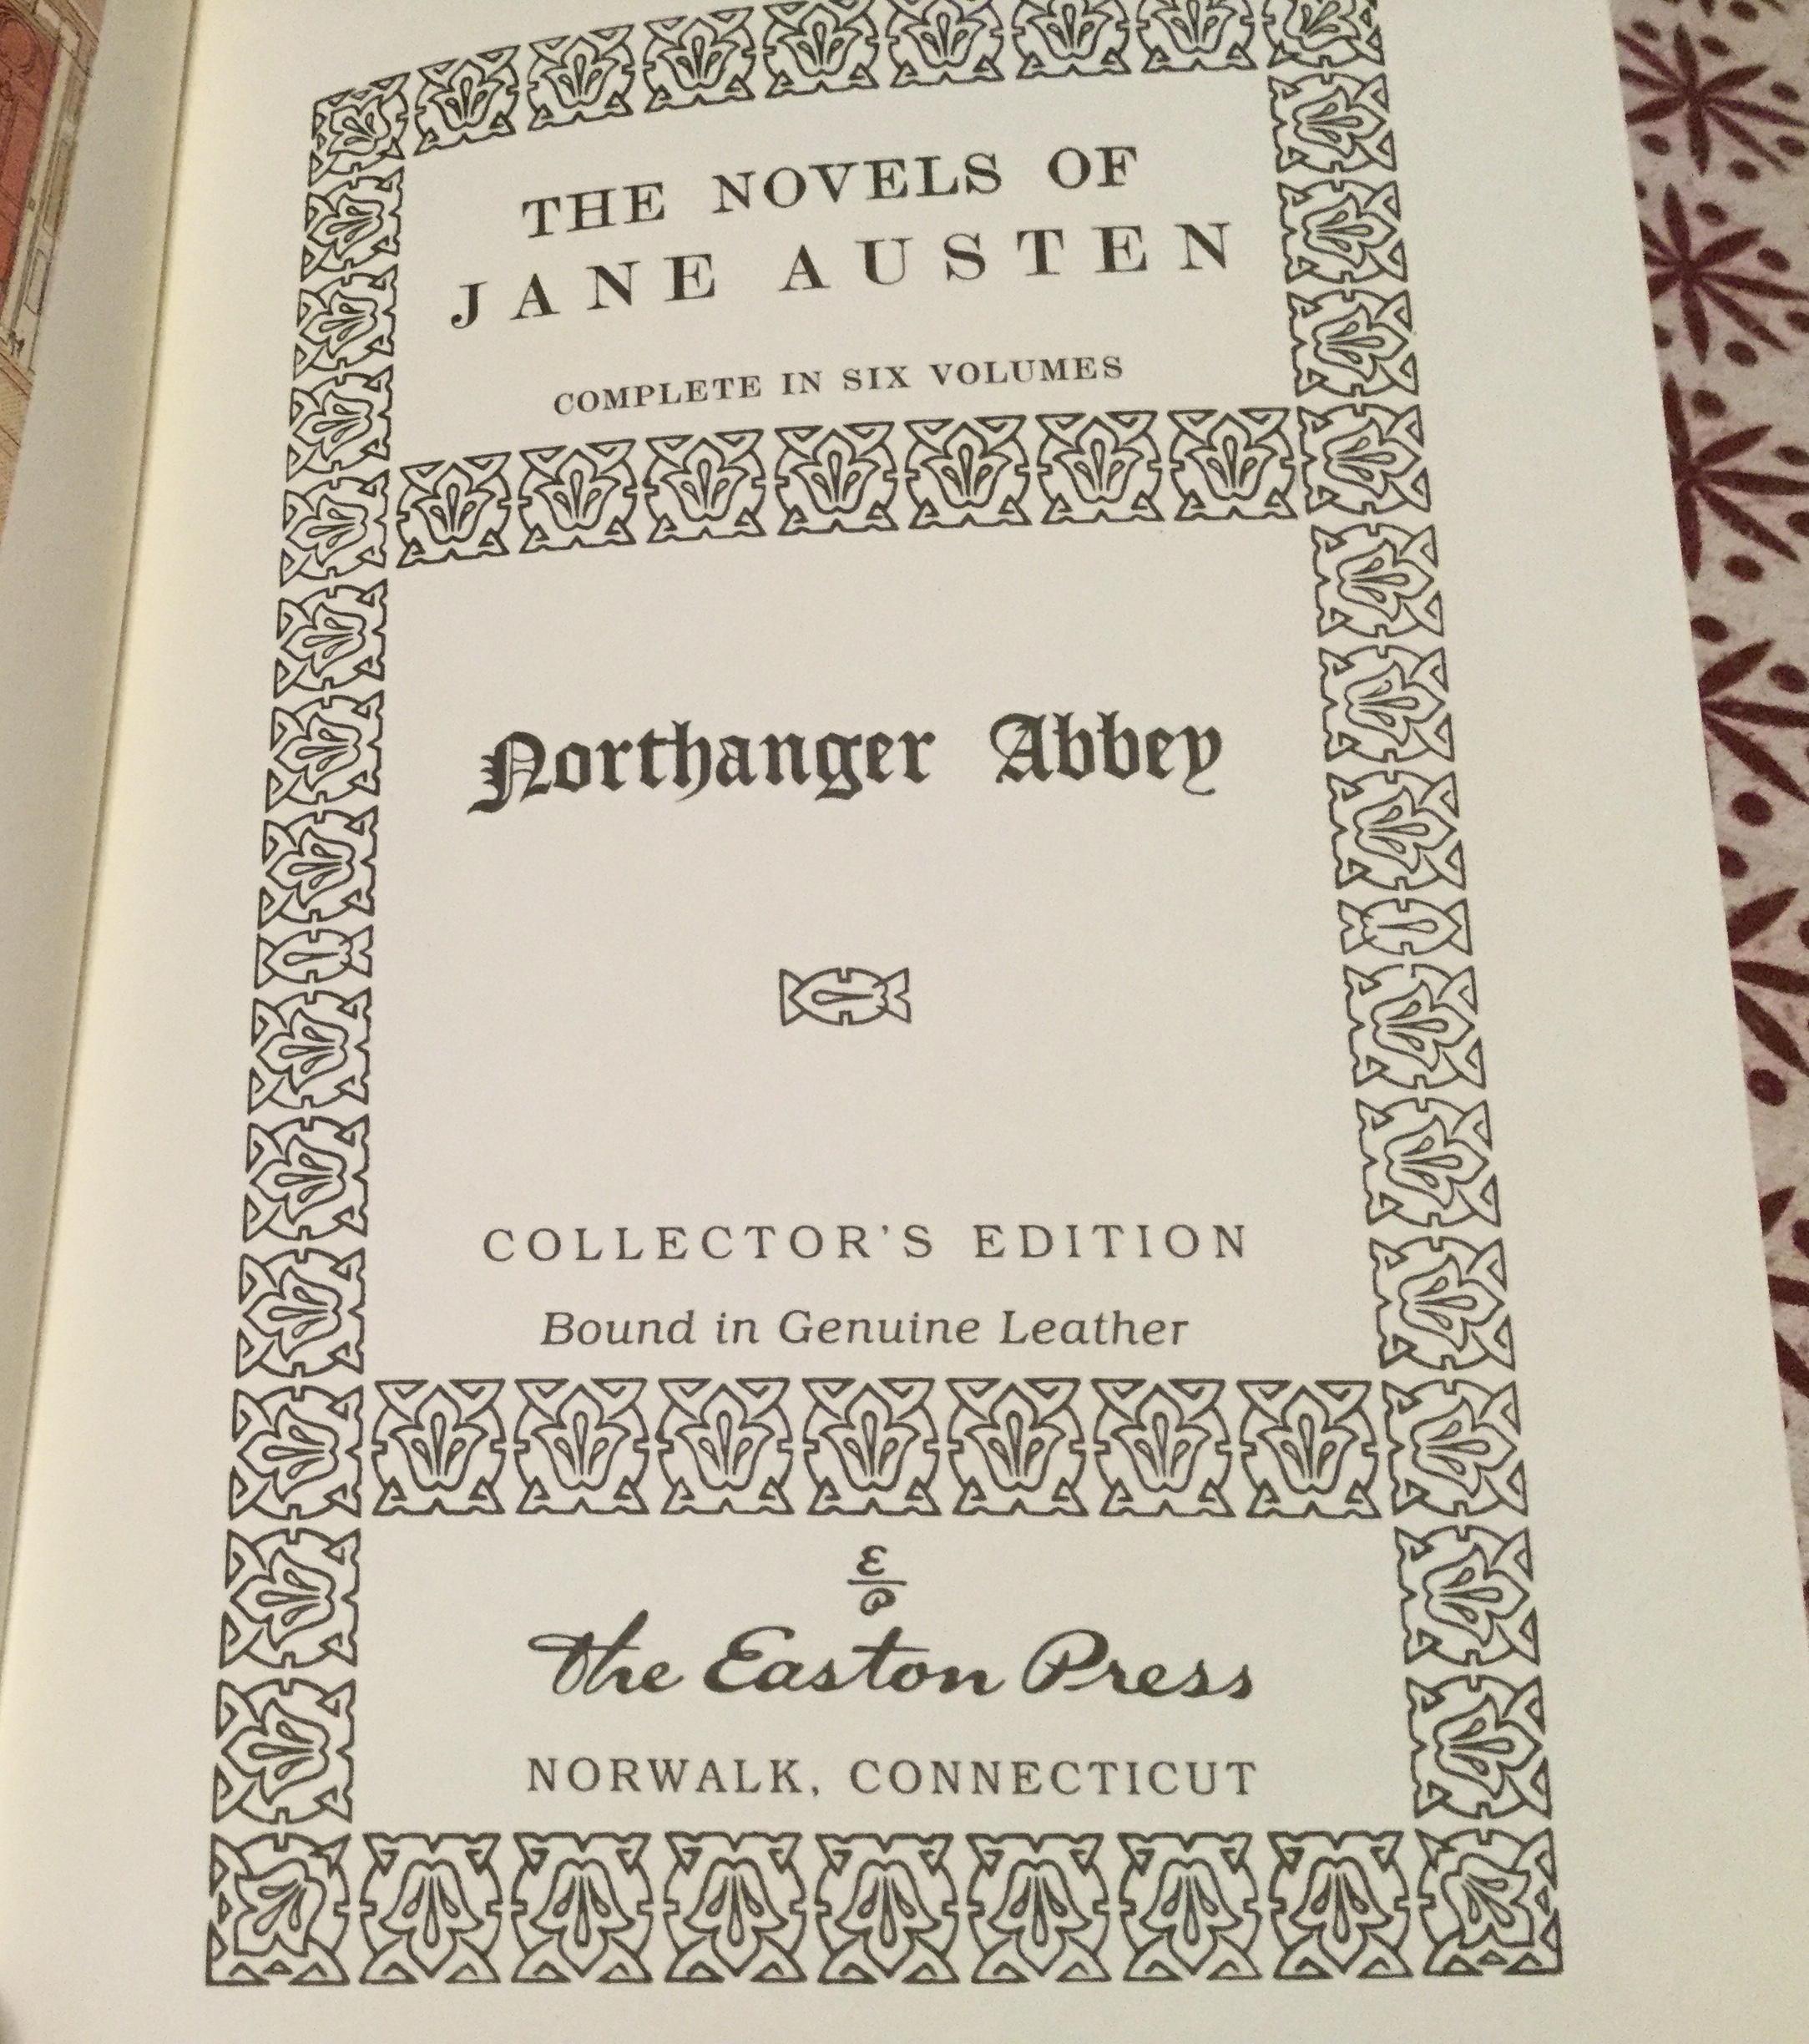 THE NOVELS OF
JANE AUSTEN
COMPLETE IN SIX VOLUMES
Northanger Abbey
COLLECTOR'S EDITION
Bound in Genuine Leather
The Easton Press
NORWALK, CONNECTICUT